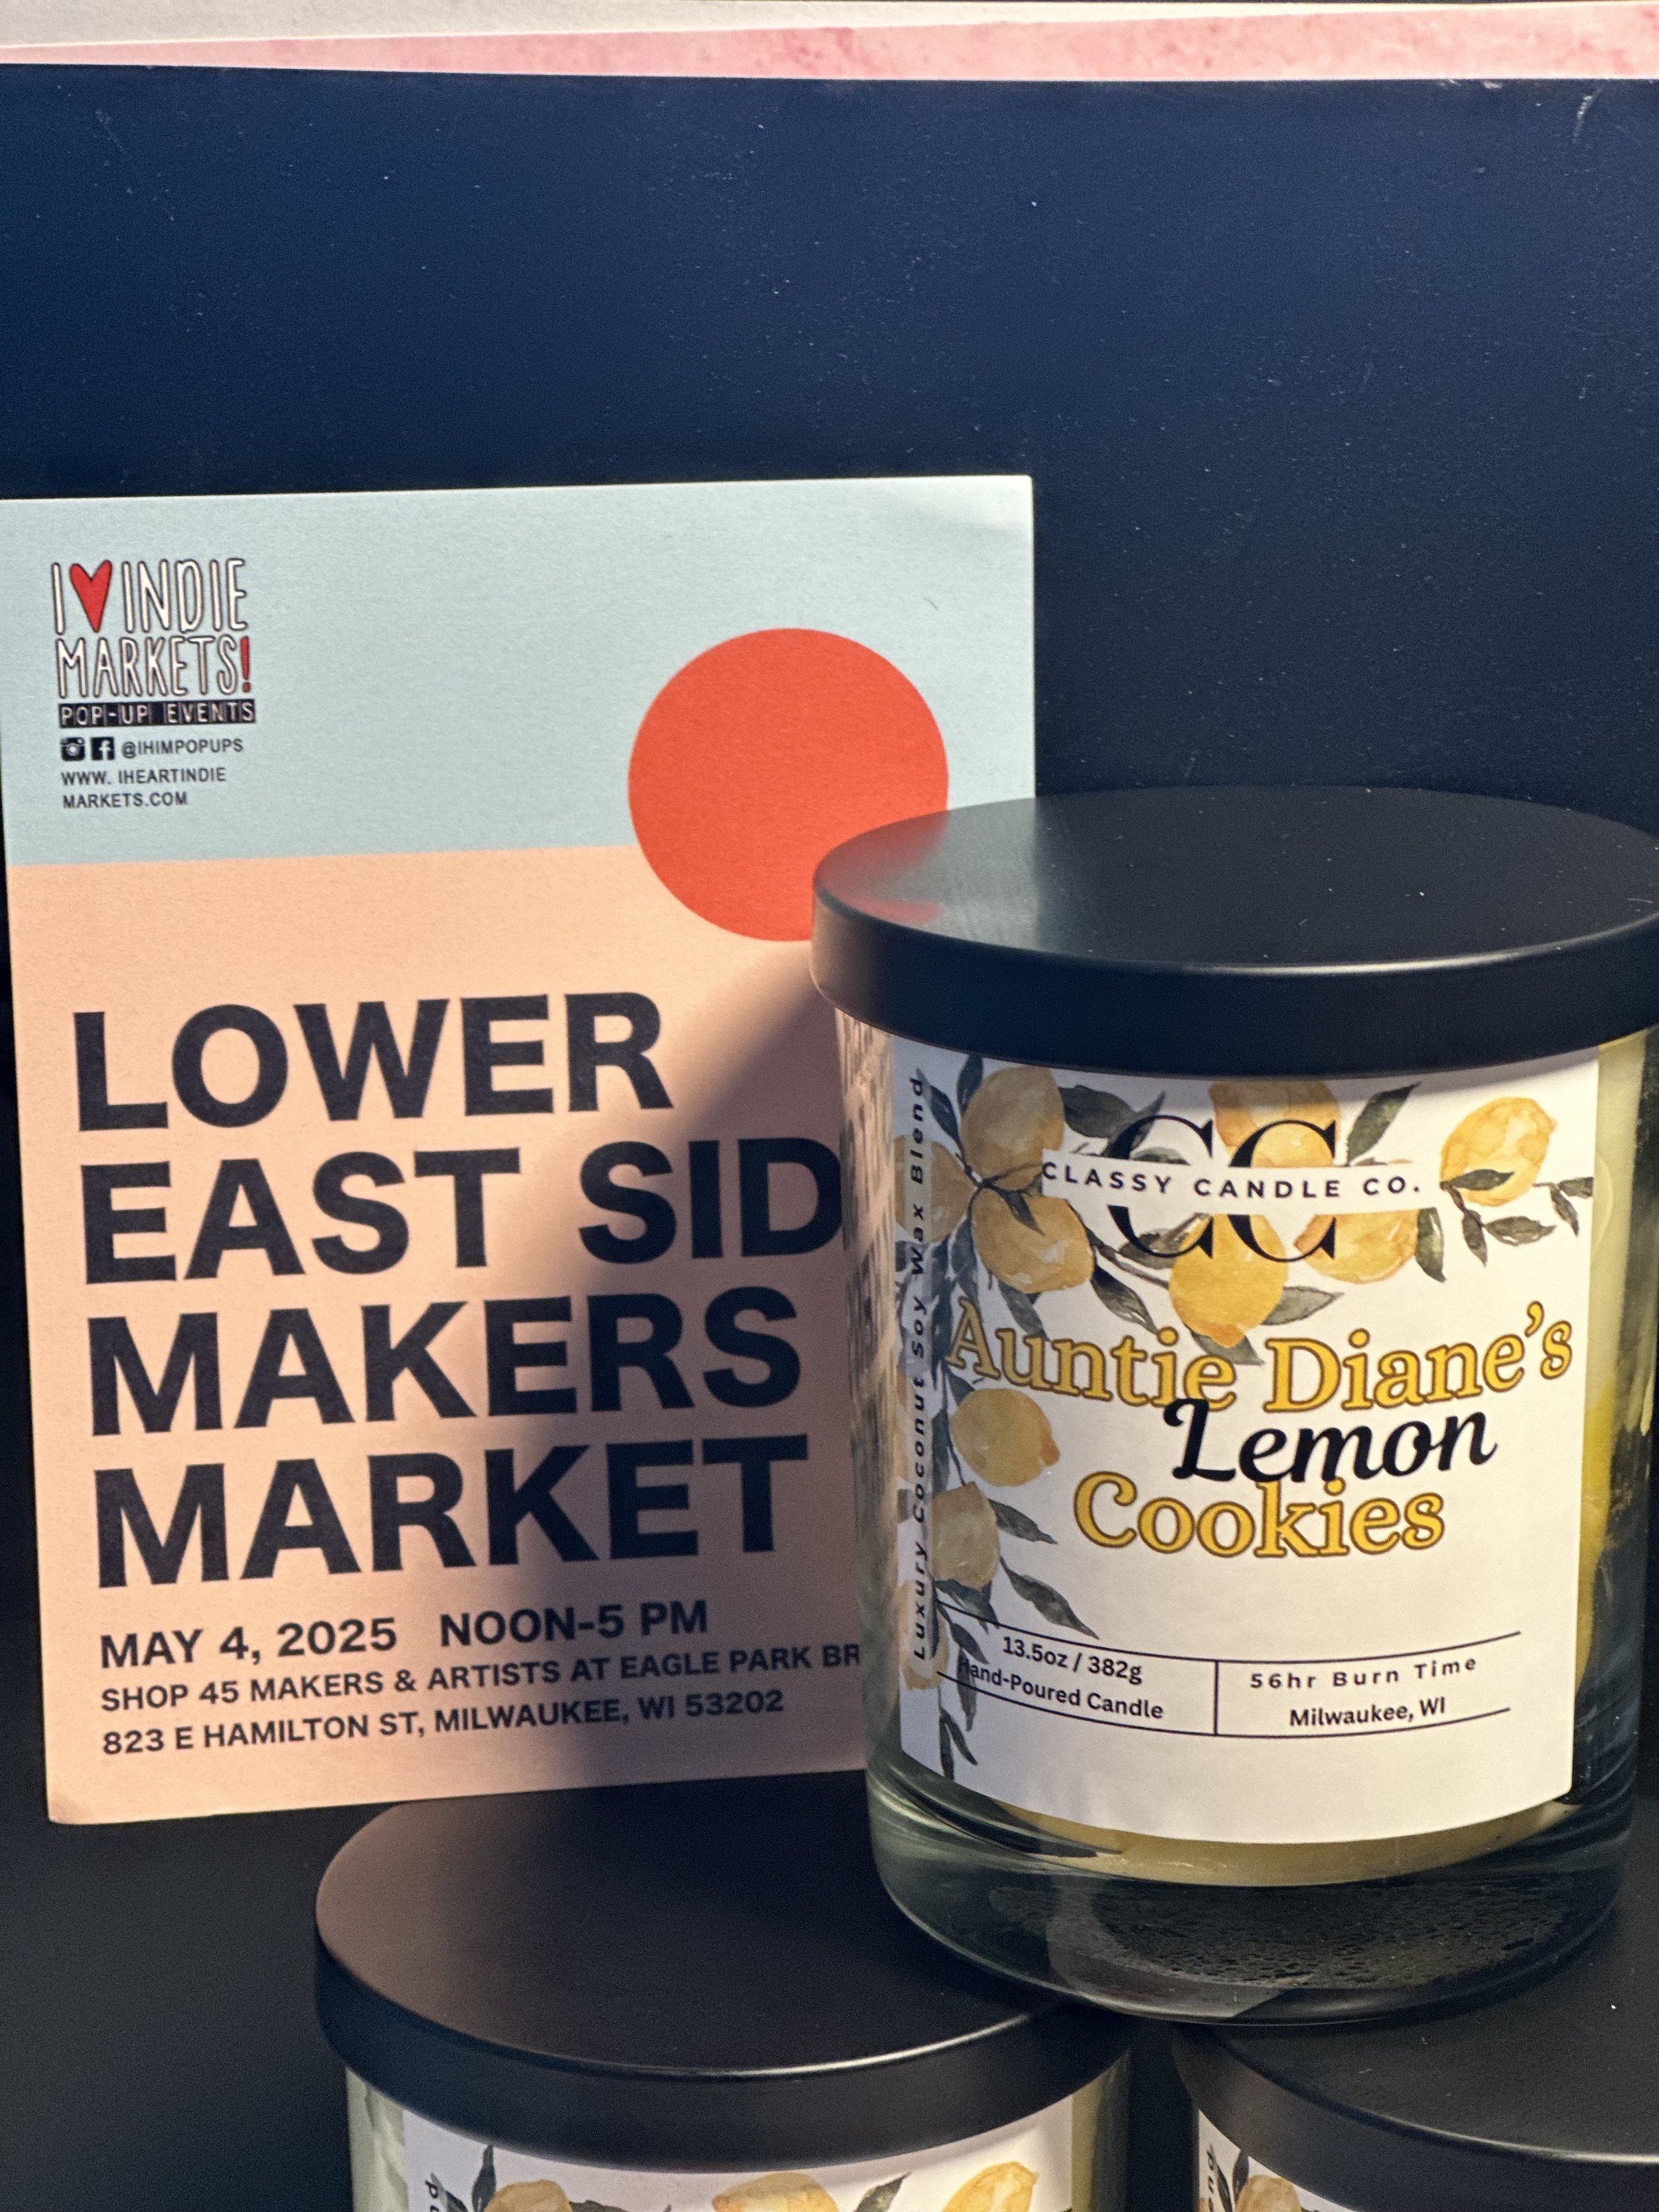 I ♥ INDIE
MARKETS!
POP-UP EVENTS
@IHIMPOPUPS
WWW. IHEARTINDIE
MARKETS.COM
LOWER
EAST SID
MAKERS
MARKET
MAY 4, 2025 NOON-5 PM
SHOP 45 MAKERS & ARTISTS AT EAGLE PARK BR
823 E HAMILTON ST, MILWAUKEE, WI 53202
CC
CLASSY CANDLE CO.
Auntie Diane's
Lemon
Cookies
Luxury Coconut Soy Wax Blend
13.5oz / 382g
Hand-Poured Candle
56hr Burn Time
Milwaukee, WI